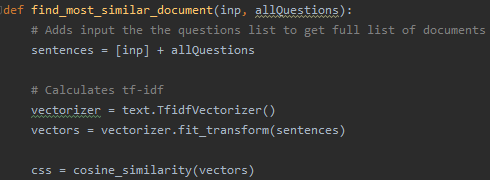 def find_most_similar_document(inp, allQuestions):
# Adds input the the questions list to get full list of documents
sentences = [inp] + allQuestions
# Calculates tf-idf
vectorizer = text.TfidfVectorizer()
vectors = vectorizer.fit_transform(sentences)
css = cosine_similarity(vectors)